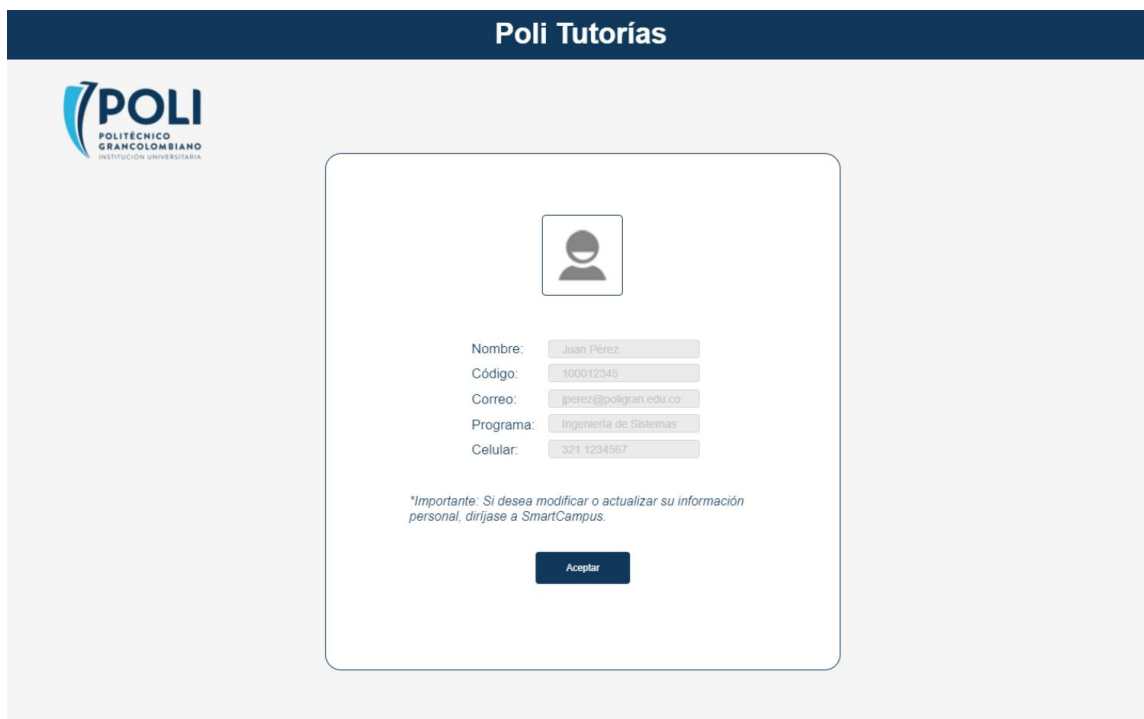 Poli Tutorías
POLI
POLITÉCNICO
GRANCOLOMBIANO
INSTITUCIÓN UNIVERSITARIA
Nombre: Juan Pérez
Código: 100012345
Correo: jperez@poligran.edu.co
Programa: Ingeniería de Sistemas
Celular: 321 1234567
*Importante: Si desea modificar o actualizar su información
personal, diríjase a SmartCampus.
Aceptar